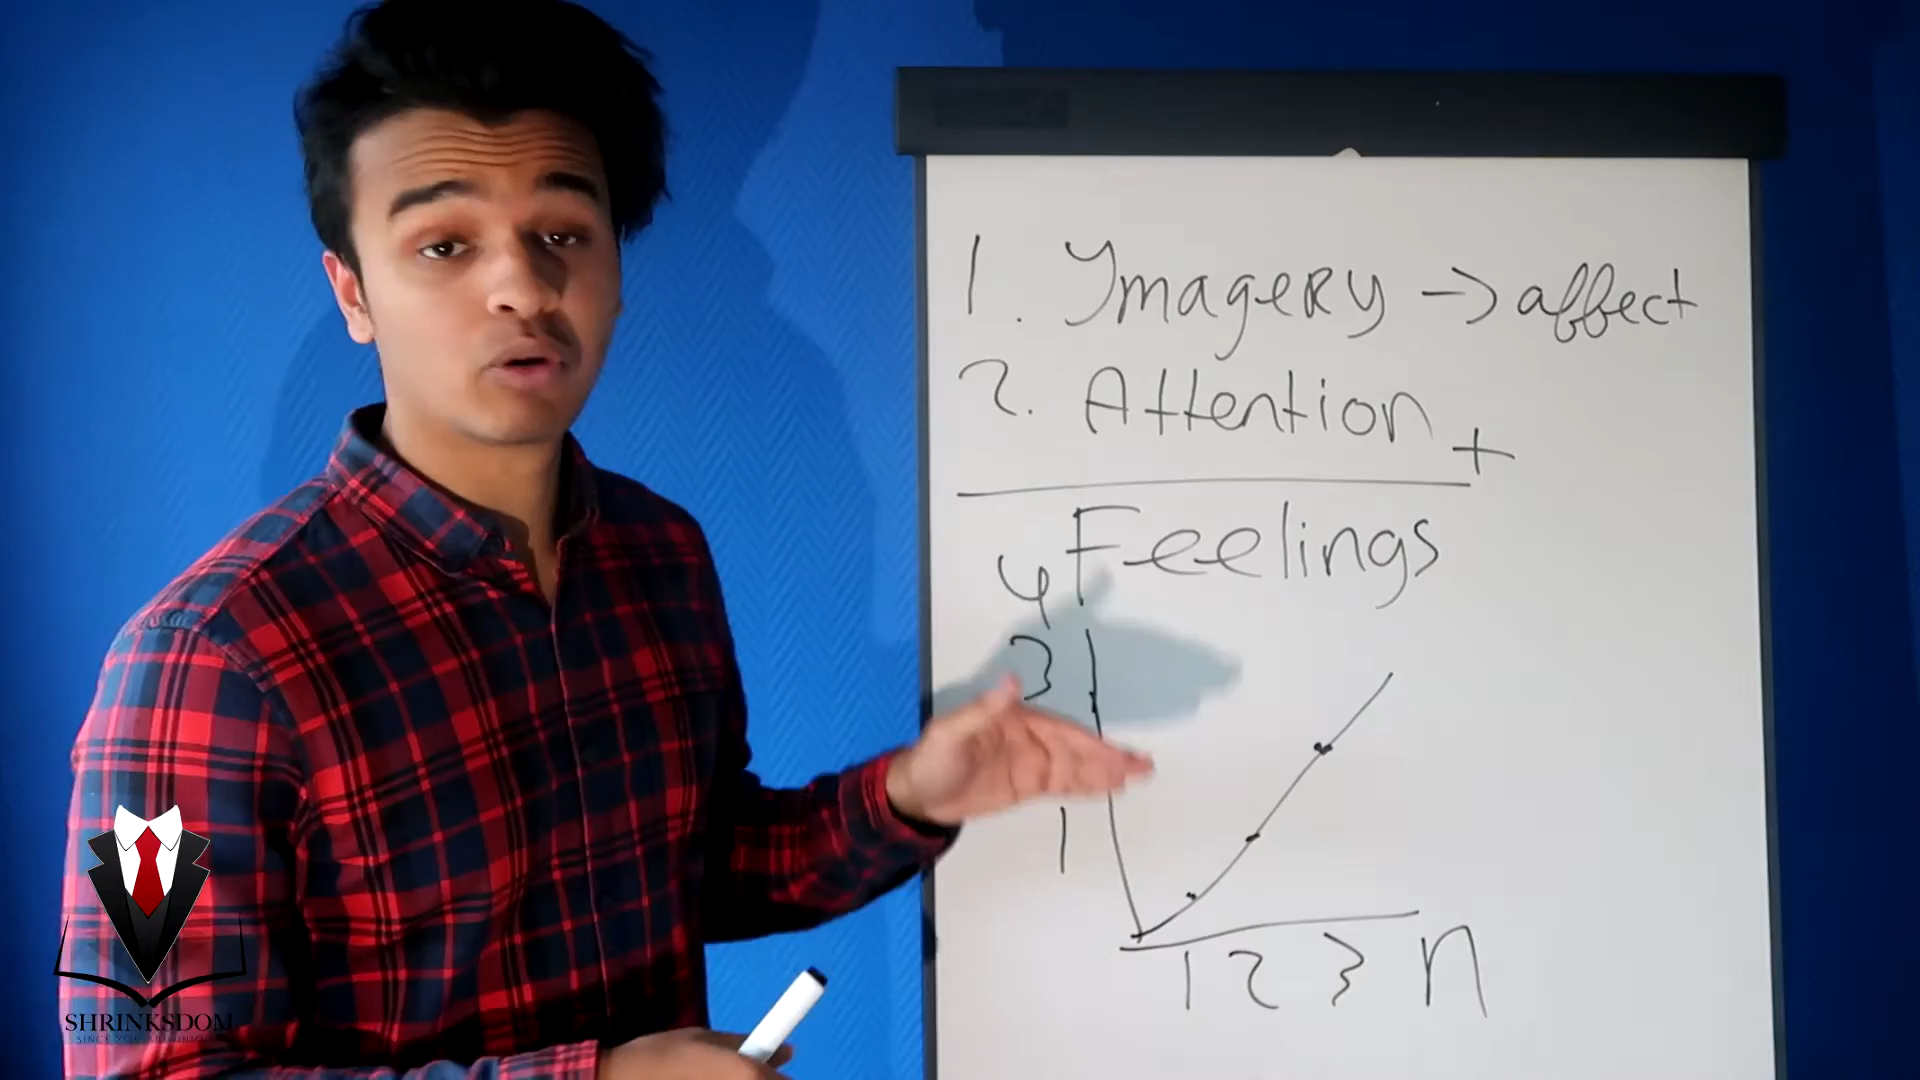 1. Imagery → affect
2. Attention +
Feelings
4
3
1
1 2 3 n
SHRINKSDOM